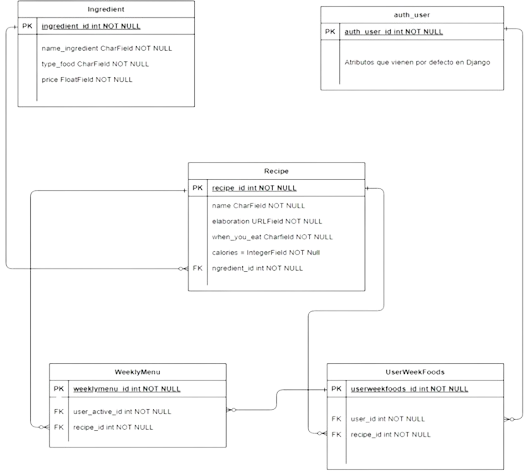 Ingredient
PK ingredient_id int NOT NULL
name_ingredient CharField NOT NULL
type_food CharField NOT NULL
price FloatField NOT NULL
auth_user
PK auth_user_id int NOT NULL
Atributos que vienen por defecto en Django
Recipe
PK recipe_id int NOT NULL
name CharField NOT NULL
elaboration URLField NOT NULL
when_you_eat Charfield NOT NULL
calories = IntegerField NOT Null
FK ngredient_id int NOT NULL
WeeklyMenu
PK weeklymenu_id int NOT NULL
FK user_active_id int NOT NULL
FK recipe_id int NOT NULL
UserWeekFoods
PK userweekfoods_id int NOT NULL
FK user_id int NOT NULL
FK recipe_id int NOT NULL